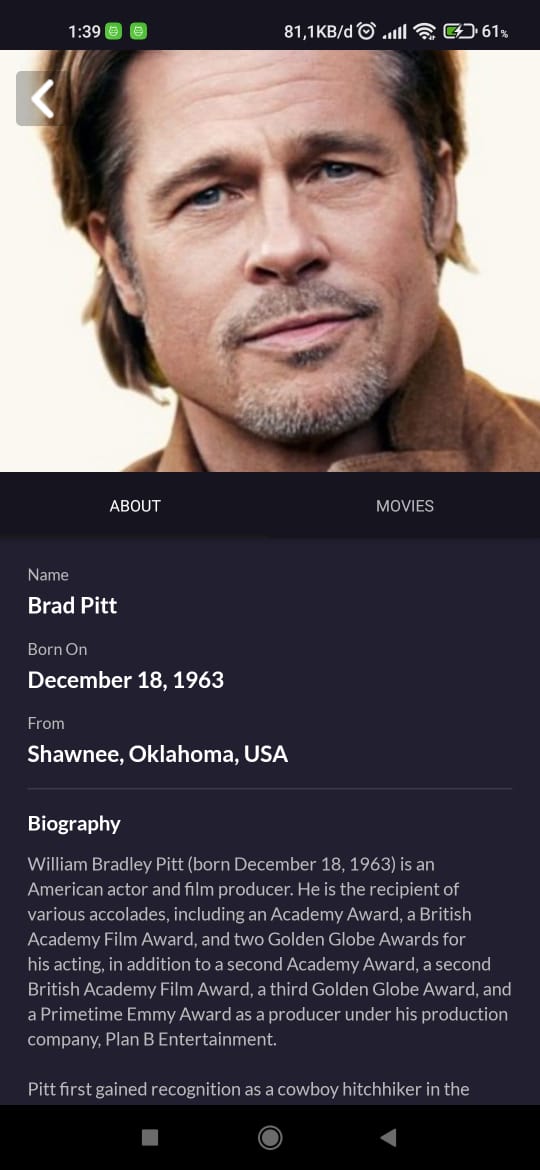 1:39 81,1KB/d 61%
ABOUT MOVIES
Name
Brad Pitt
Born On
December 18, 1963
From
Shawnee, Oklahoma, USA
Biography
William Bradley Pitt (born December 18, 1963) is an
American actor and film producer. He is the recipient of
various accolades, including an Academy Award, a British
Academy Film Award, and two Golden Globe Awards for
his acting, in addition to a second Academy Award, a second
British Academy Film Award, a third Golden Globe Award, and
a Primetime Emmy Award as a producer under his production
company, Plan B Entertainment.
Pitt first gained recognition as a cowboy hitchhiker in the